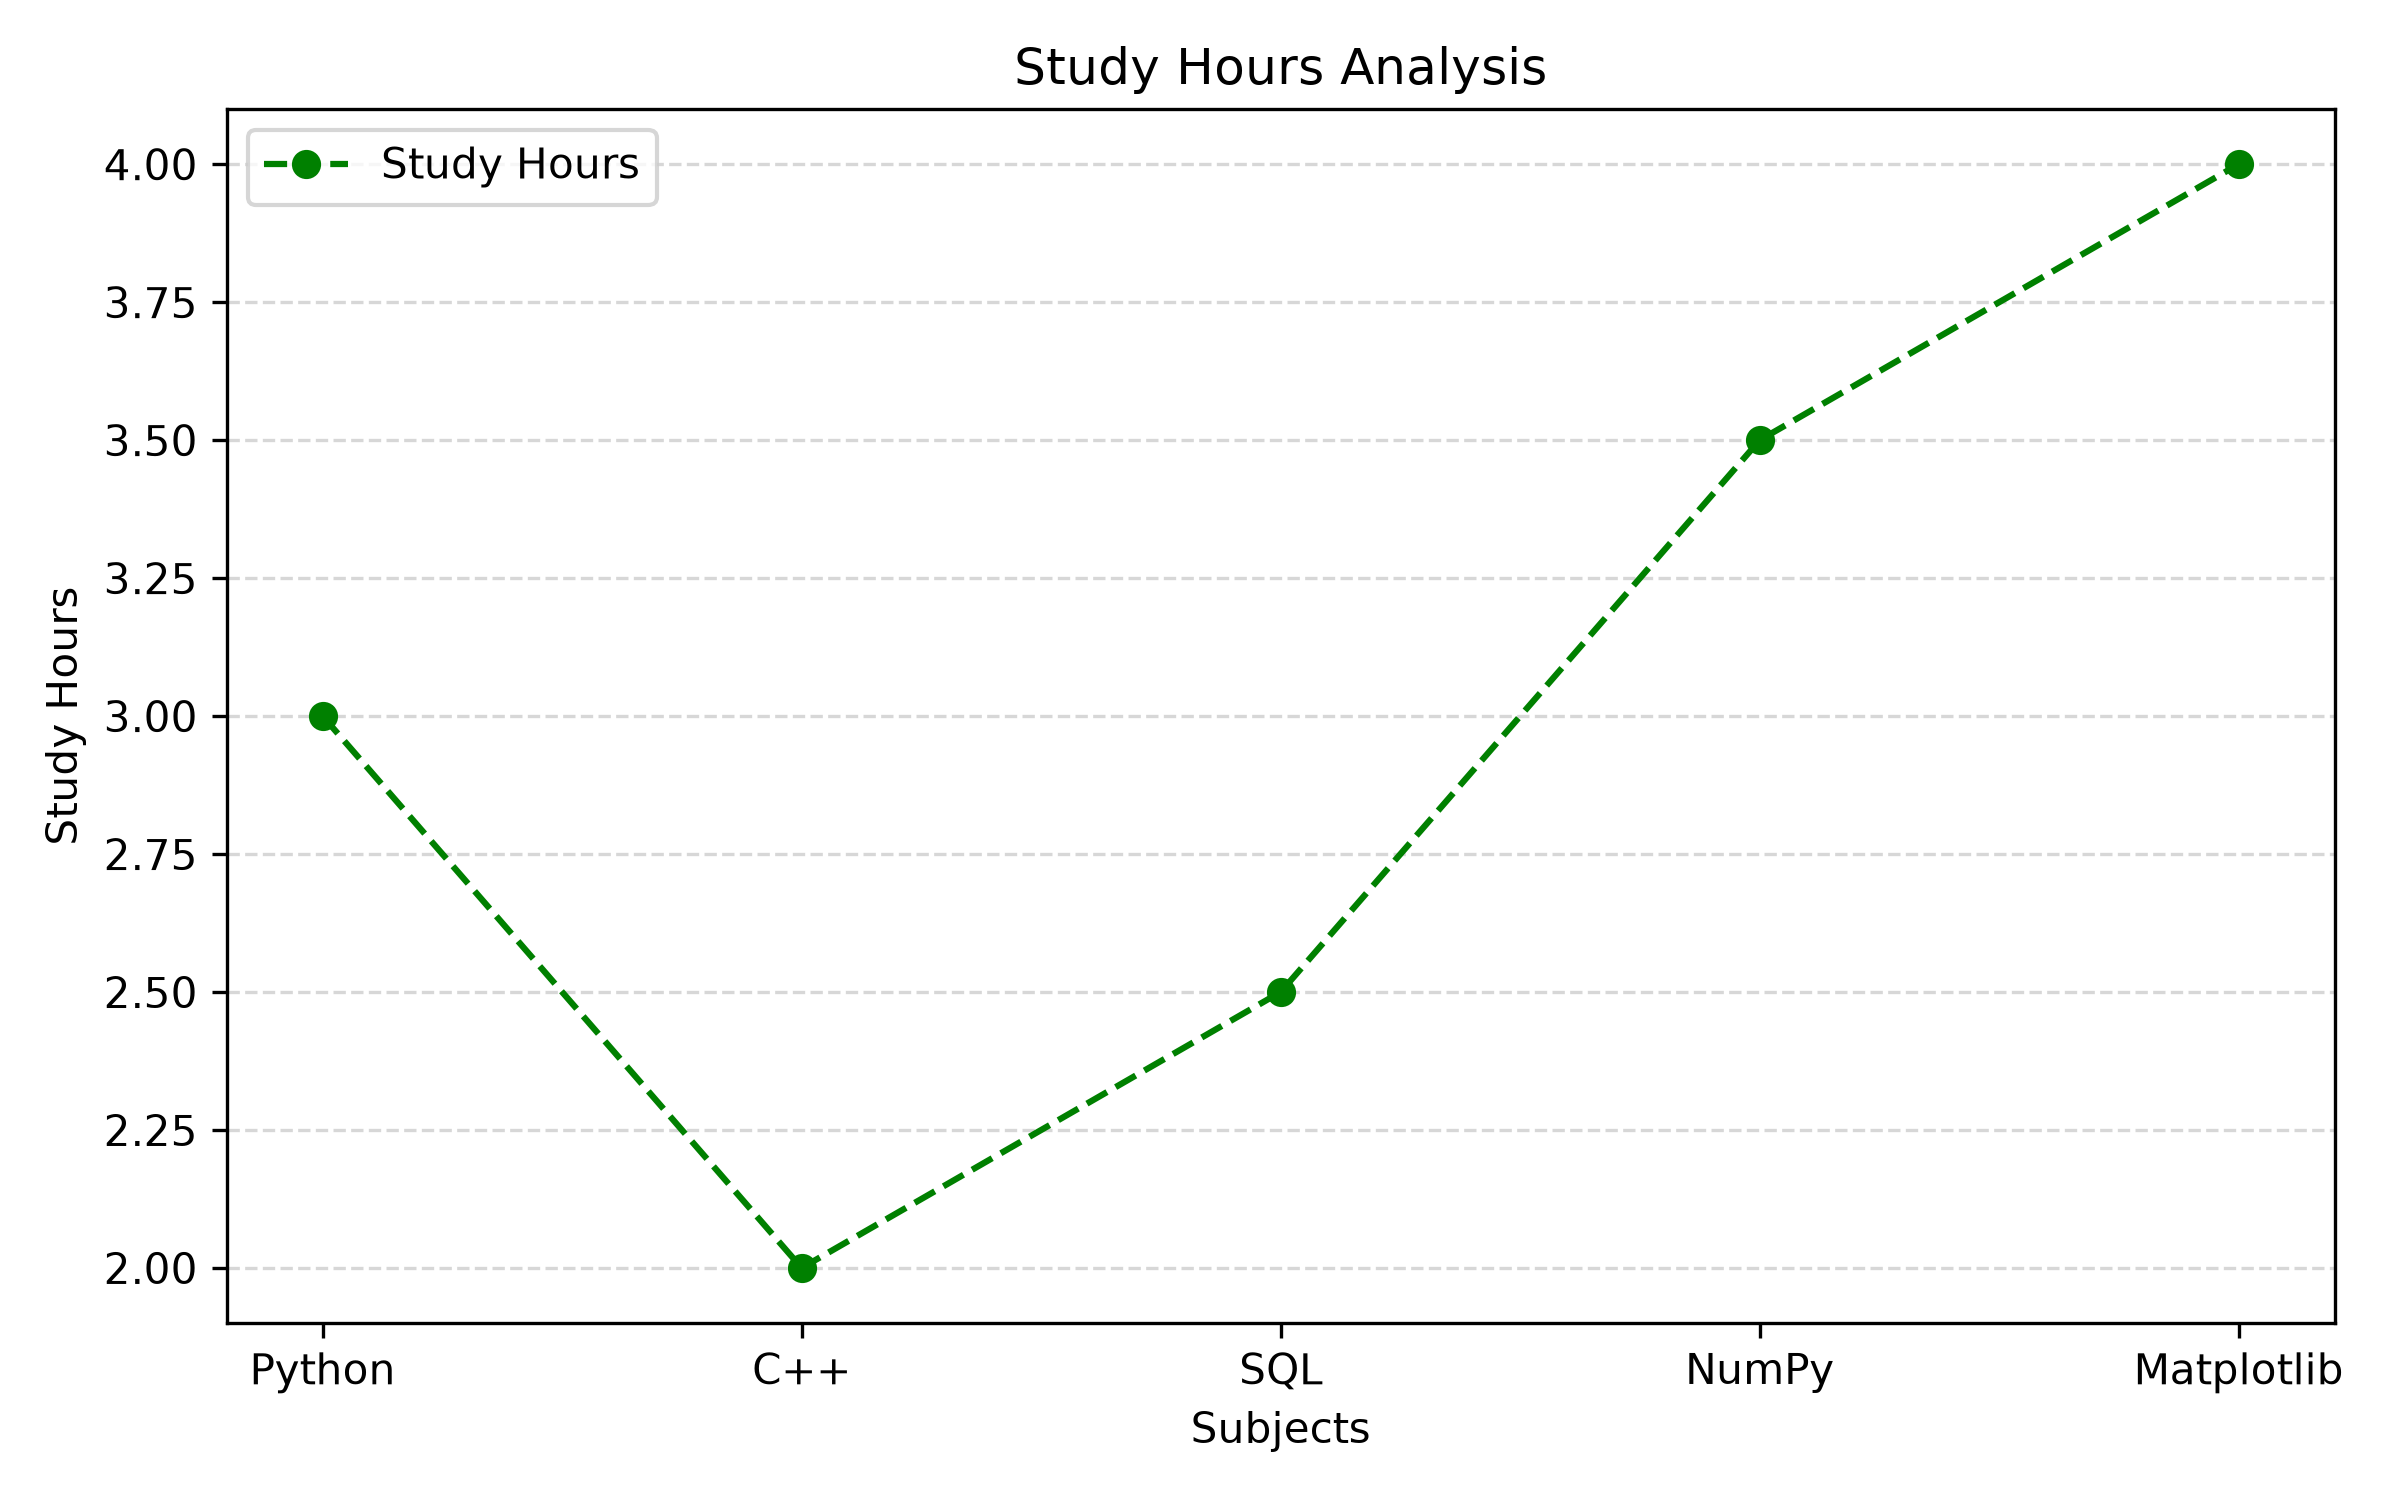 Study Hours Analysis
Study Hours
4.00
3.75
3.50
3.25
3.00
2.75
2.50
2.25
2.00
Study Hours
Python C++ SQL NumPy Matplotlib
Subjects